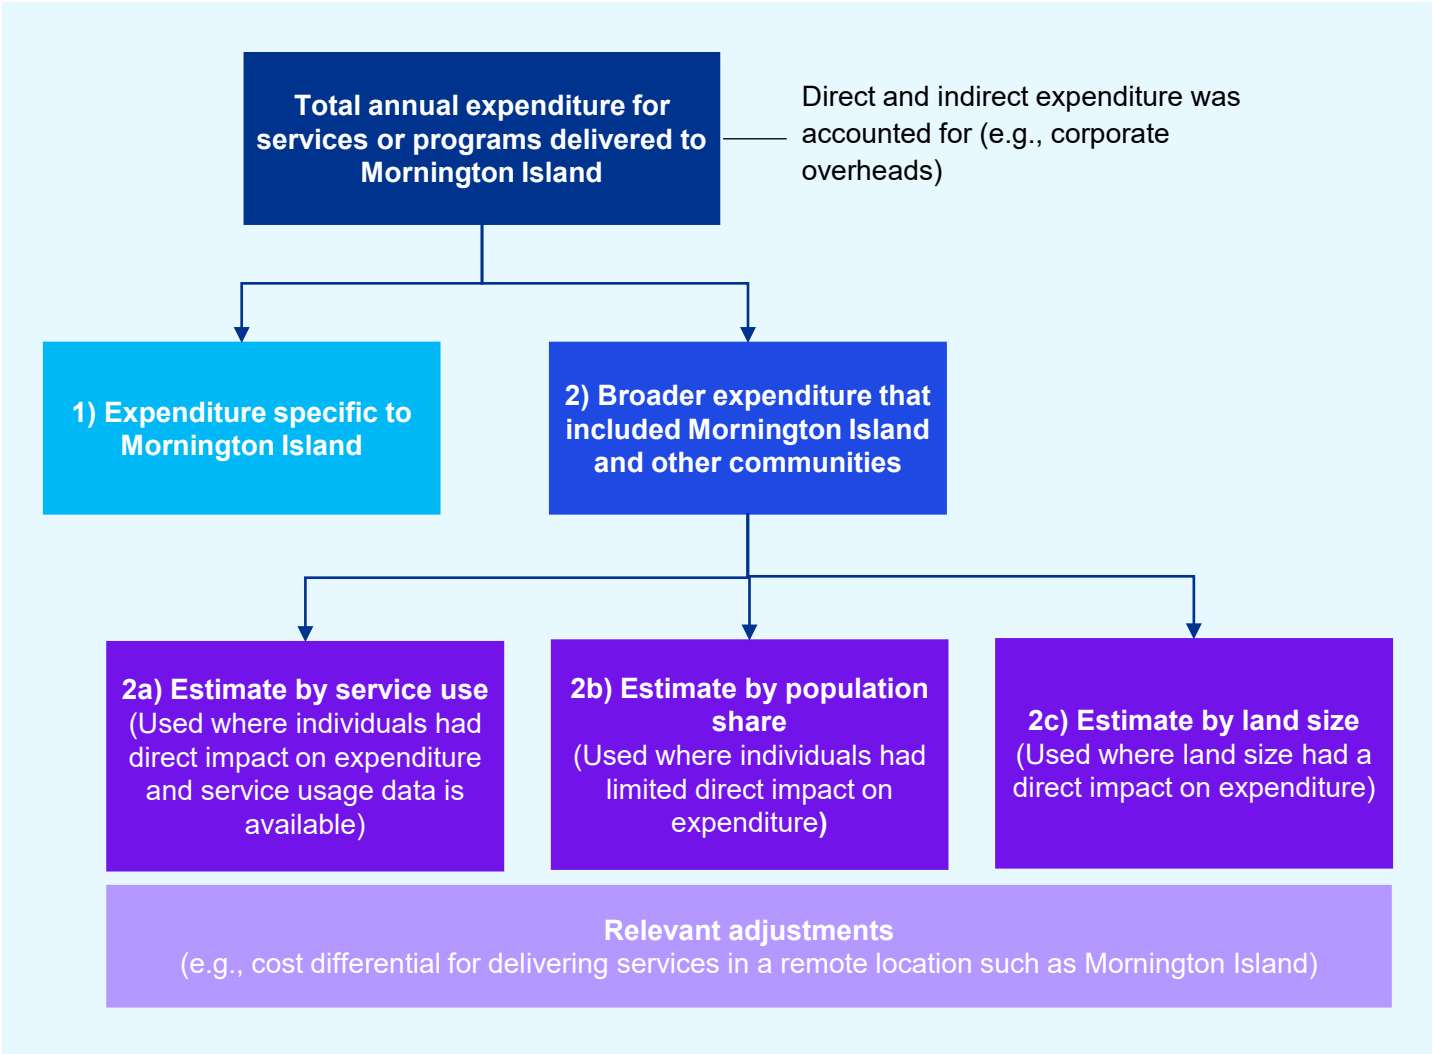 Total annual expenditure for
services or programs delivered to
Mornington Island
Direct and indirect expenditure was
accounted for (e.g., corporate
overheads)
1) Expenditure specific to
Mornington Island
2) Broader expenditure that
included Mornington Island
and other communities
2a) Estimate by service use
(Used where individuals had
direct impact on expenditure
and service usage data is
available)
2b) Estimate by population
share
(Used where individuals had
limited direct impact on
expenditure)
2c) Estimate by land size
(Used where land size had a
direct impact on expenditure)
Relevant adjustments
(e.g., cost differential for delivering services in a remote location such as Mornington Island)